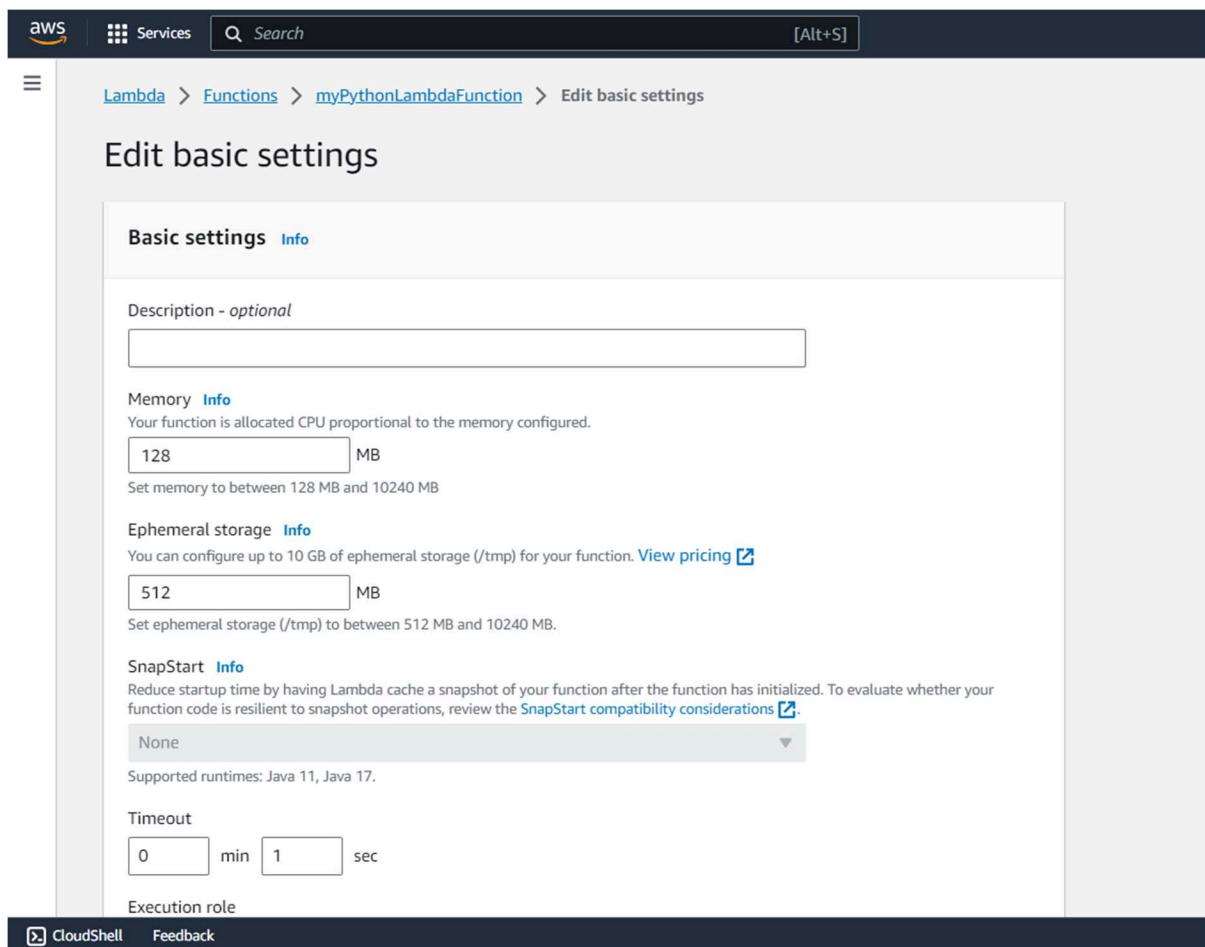 aws
Services
Search
[Alt+S]
Lambda > Functions > myPythonLambdaFunction > Edit basic settings
Edit basic settings
Basic settings Info
Description - optional
Memory Info
Your function is allocated CPU proportional to the memory configured.
128 MB
Set memory to between 128 MB and 10240 MB
Ephemeral storage Info
You can configure up to 10 GB of ephemeral storage (/tmp) for your function. View pricing
512 MB
Set ephemeral storage (/tmp) to between 512 MB and 10240 MB.
SnapStart Info
Reduce startup time by having Lambda cache a snapshot of your function after the function has initialized. To evaluate whether your
function code is resilient to snapshot operations, review the SnapStart compatibility considerations.
None
Supported runtimes: Java 11, Java 17.
Timeout
0 min 1 sec
Execution role
CloudShell Feedback